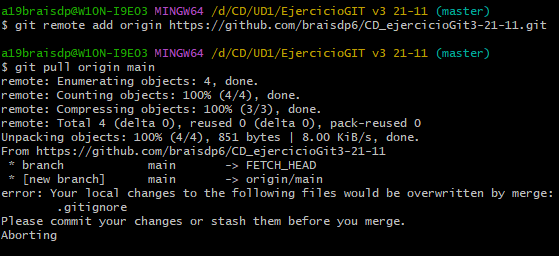 a19braisdp@W10N-I9E03 MINGW64 /d/CD/UD1/EjercicioGIT v3 21-11 (master)
$ git remote add origin https://github.com/braisdp6/CD_ejercicioGit3-21-11.git
a19braisdp@W10N-I9E03 MINGW64 /d/CD/UD1/EjercicioGIT v3 21-11 (master)
$ git pull origin main
remote: Enumerating objects: 4, done.
remote: Counting objects: 100% (4/4), done.
remote: Compressing objects: 100% (3/3), done.
remote: Total 4 (delta 0), reused 0 (delta 0), pack-reused 0
Unpacking objects: 100% (4/4), 851 bytes | 8.00 KiB/s, done.
From https://github.com/braisdp6/CD_ejercicioGit3-21-11
 * branch            main       -> FETCH_HEAD
 * [new branch]      main       -> origin/main
error: Your local changes to the following files would be overwritten by merge:
        .gitignore
Please commit your changes or stash them before you merge.
Aborting